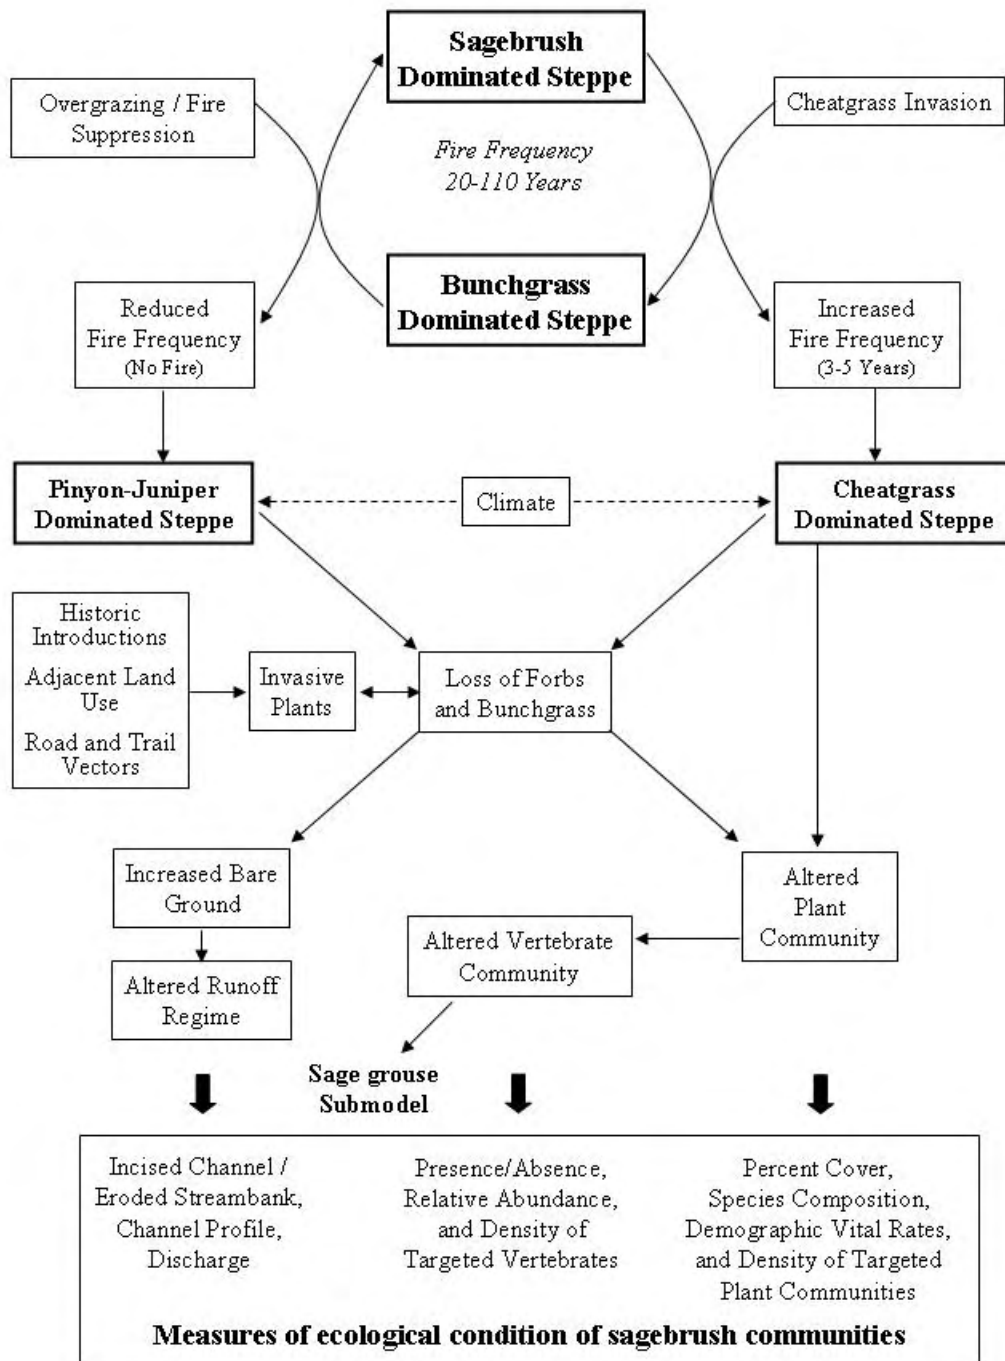 Sagebrush
Dominated Steppe
Overgrazing / Fire
Suppression
Cheatgrass Invasion
Fire Frequency
20-110 Years
Bunchgrass
Dominated Steppe
Reduced
Fire Frequency
(No Fire)
Increased
Fire Frequency
(3-5 Years)
Pinyon-Juniper
Dominated Steppe
Climate
Cheatgrass
Dominated Steppe
Historic
Introductions
Adjacent Land
Use
Road and Trail
Vectors
Invasive
Plants
Loss of Forbs
and Bunchgrass
Increased Bare
Ground
Altered
Plant
Community
Altered Vertebrate
Community
Altered Runoff
Regime
Sage grouse
Submodel
Incised Channel /
Eroded Streambank,
Channel Profile,
Discharge
Presence/Absence,
Relative Abundance,
and Density of
Targeted Vertebrates
Percent Cover,
Species Composition,
Demographic Vital Rates,
and Density of Targeted
Plant Communities
Measures of ecological condition of sagebrush communities